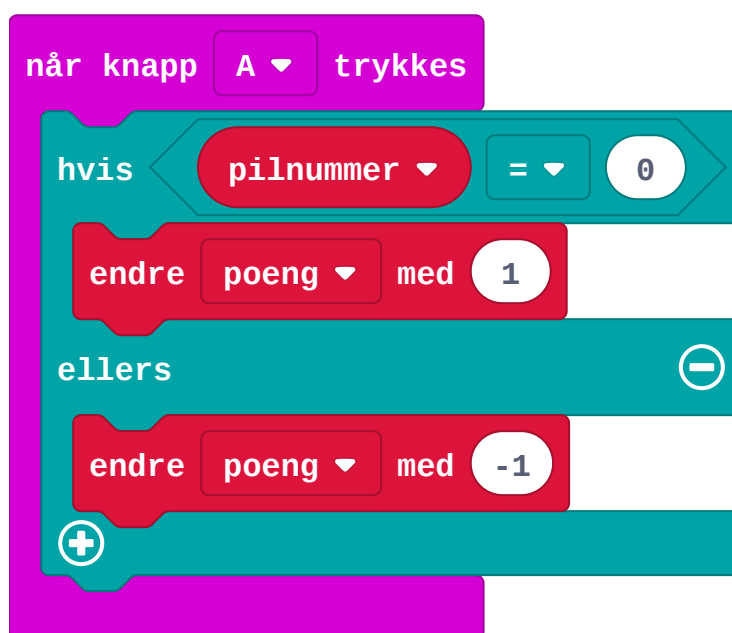 når knapp A trykkes
hvis pilnummer = 0
endre poeng med 1
ellers
endre poeng med -1